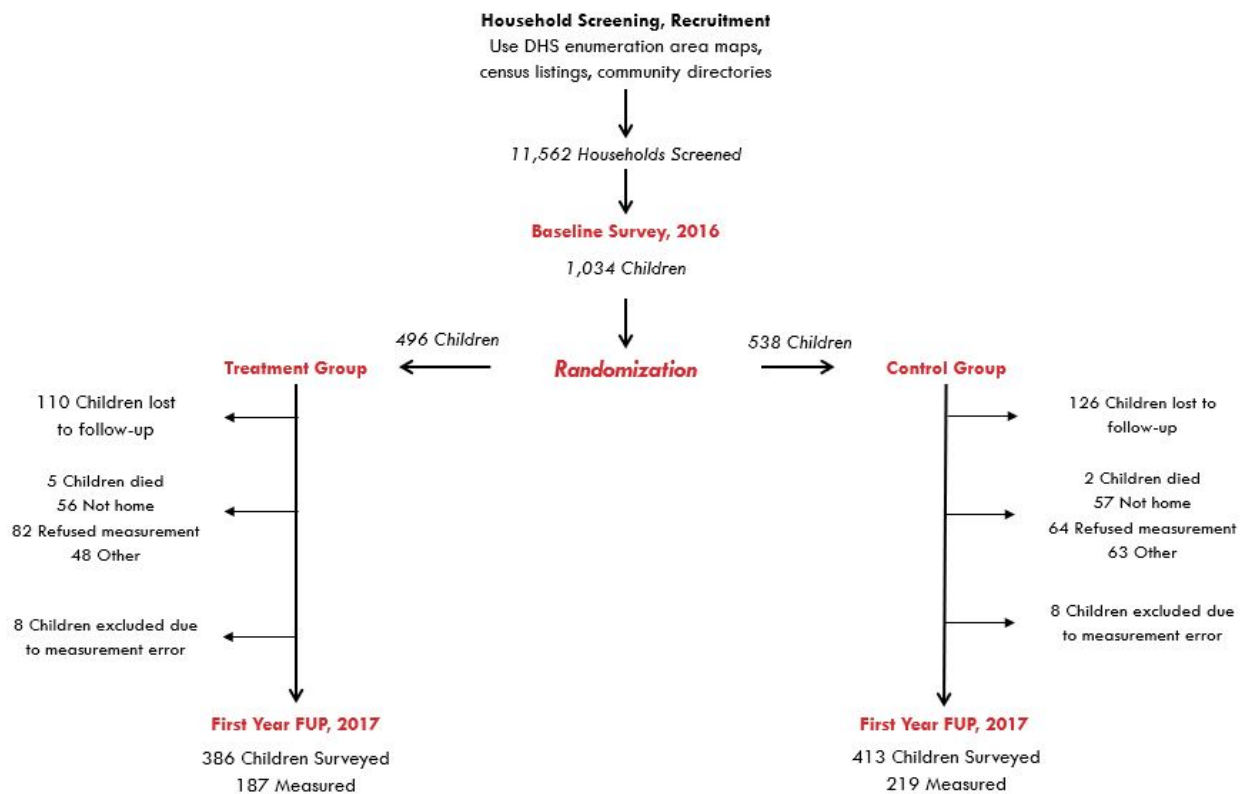 Household Screening, Recruitment
Use DHS enumeration area maps,
census listings, community directories
11,562 Households Screened
Baseline Survey, 2016
1,034 Children
496 Children
538 Children
Treatment Group
Randomization
Control Group
110 Children lost
to follow-up
126 Children lost to
follow-up
5 Children died
56 Not home
82 Refused measurement
48 Other
2 Children died
57 Not home
64 Refused measurement
63 Other
8 Children excluded due
to measurement error
8 Children excluded due
to measurement error
First Year FUP, 2017
386 Children Surveyed
187 Measured
First Year FUP, 2017
413 Children Surveyed
219 Measured